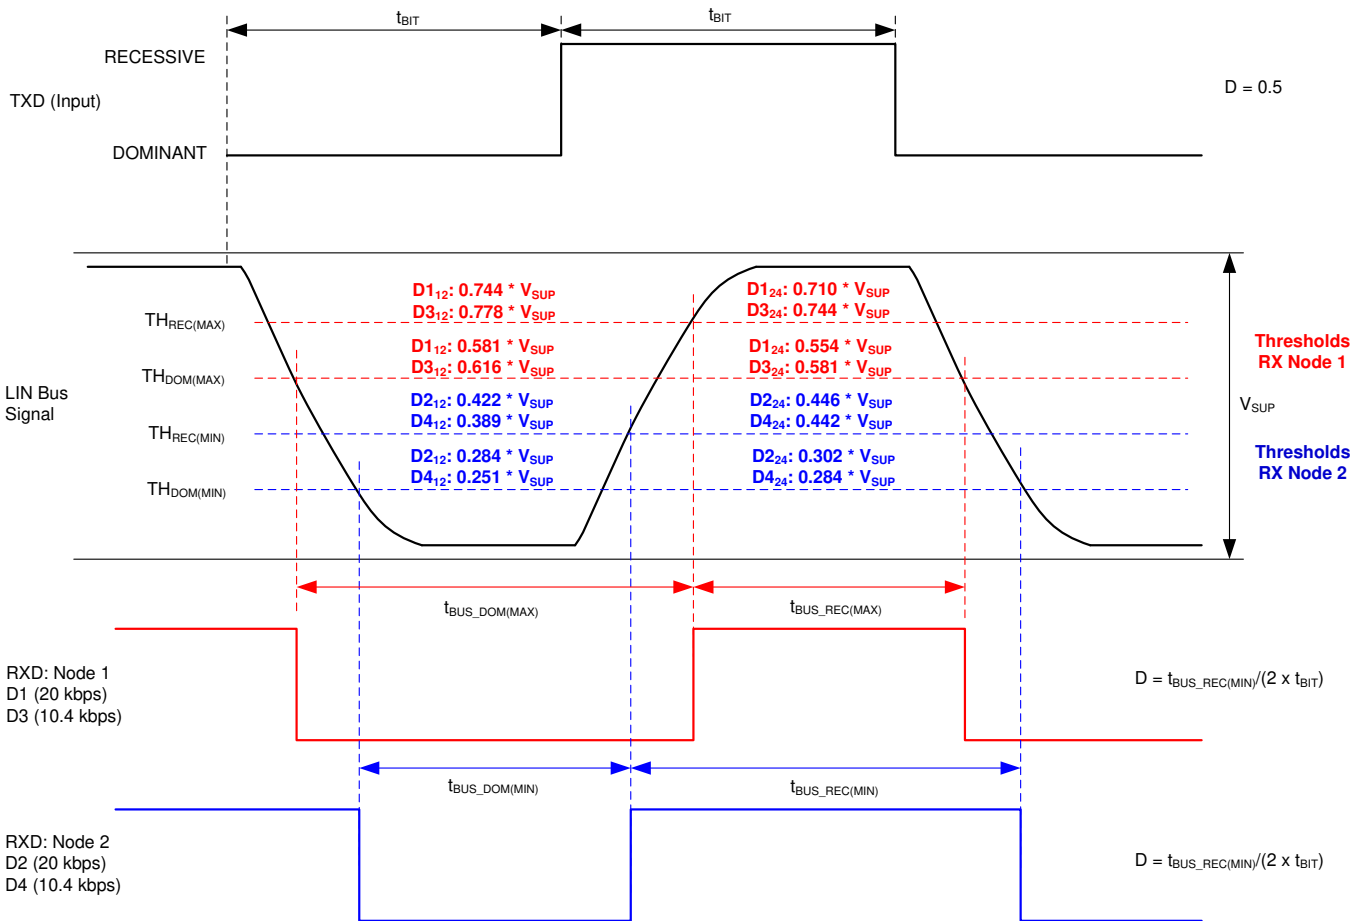 tBIT
tBIT
RECESSIVE
TXD (Input)
D = 0.5
DOMINANT
D112: 0.744 * VSUP
D312: 0.778 * VSUP
D124: 0.710 * VSUP
D324: 0.744 * VSUP
THREC(MAX)
D112: 0.581 * VSUP
D312: 0.616 * VSUP
D124: 0.554 * VSUP
D324: 0.581 * VSUP
Thresholds
RX Node 1
THDOM(MAX)
LIN Bus
Signal
D212: 0.422 * VSUP
D412: 0.389 * VSUP
D224: 0.446 * VSUP
D424: 0.442 * VSUP
VSUP
THREC(MIN)
D212: 0.284 * VSUP
D412: 0.251 * VSUP
D224: 0.302 * VSUP
D424: 0.284 * VSUP
Thresholds
RX Node 2
THDOM(MIN)
tBUS_DOM(MAX)
tBUS_REC(MAX)
RXD: Node 1
D1 (20 kbps)
D3 (10.4 kbps)
D = tBUS_REC(MIN)/(2 x tBIT)
tBUS_DOM(MIN)
tBUS_REC(MIN)
RXD: Node 2
D2 (20 kbps)
D4 (10.4 kbps)
D = tBUS_REC(MIN)/(2 x tBIT)